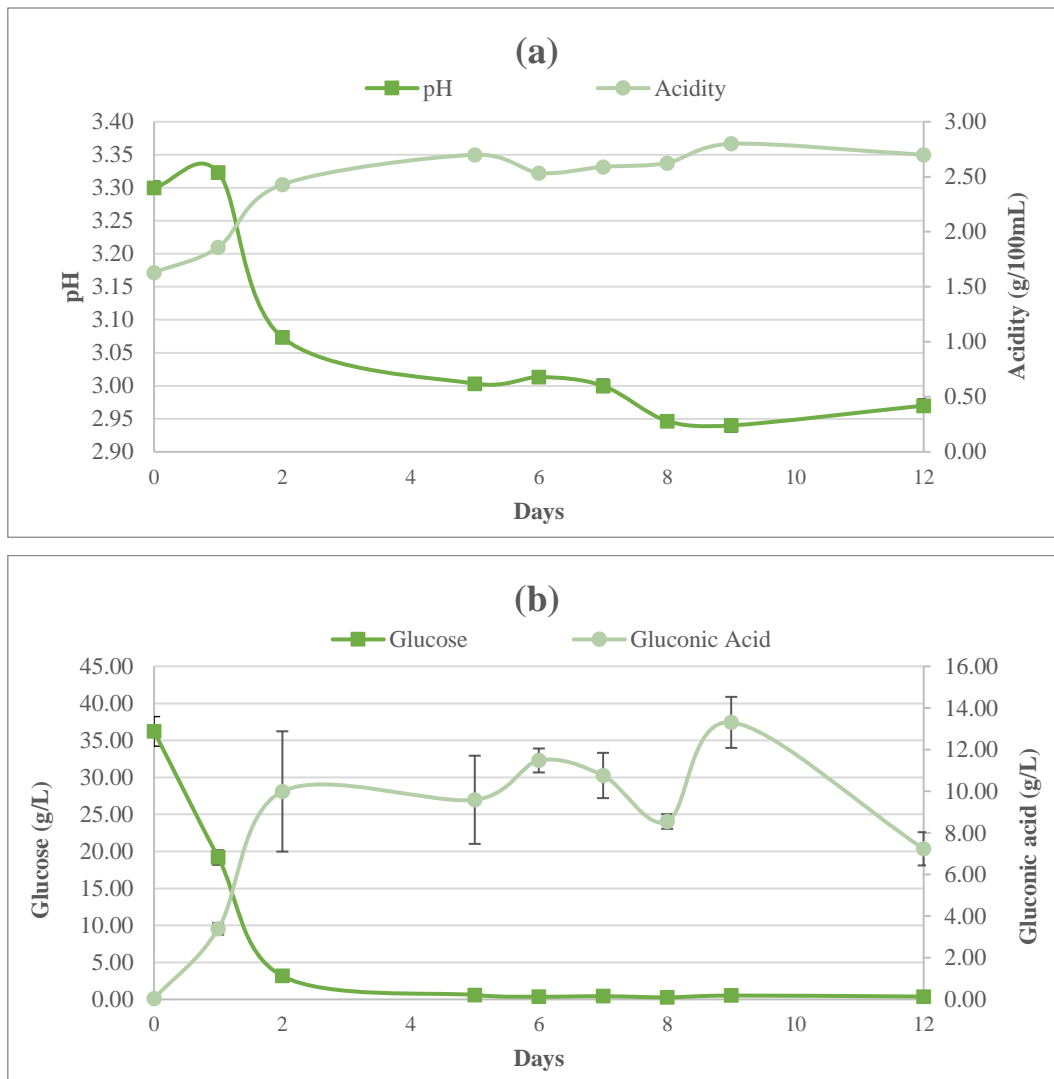 (a)
pH Acidity
3.40 3.00
3.35 2.50
3.30 2.00
3.25 1.50
3.20 1.00
3.15 0.50
3.10 0.00
3.05
3.00
2.95
2.90
pH
Acidity (g/100mL)
0 2 4 6 8 10 12
Days
(b)
Glucose Gluconic Acid
45.00 16.00
40.00 14.00
35.00 12.00
30.00 10.00
25.00 8.00
20.00 6.00
15.00 4.00
10.00 2.00
5.00 0.00
0.00
Glucose (g/L)
Gluconic acid (g/L)
0 2 4 6 8 10 12
Days